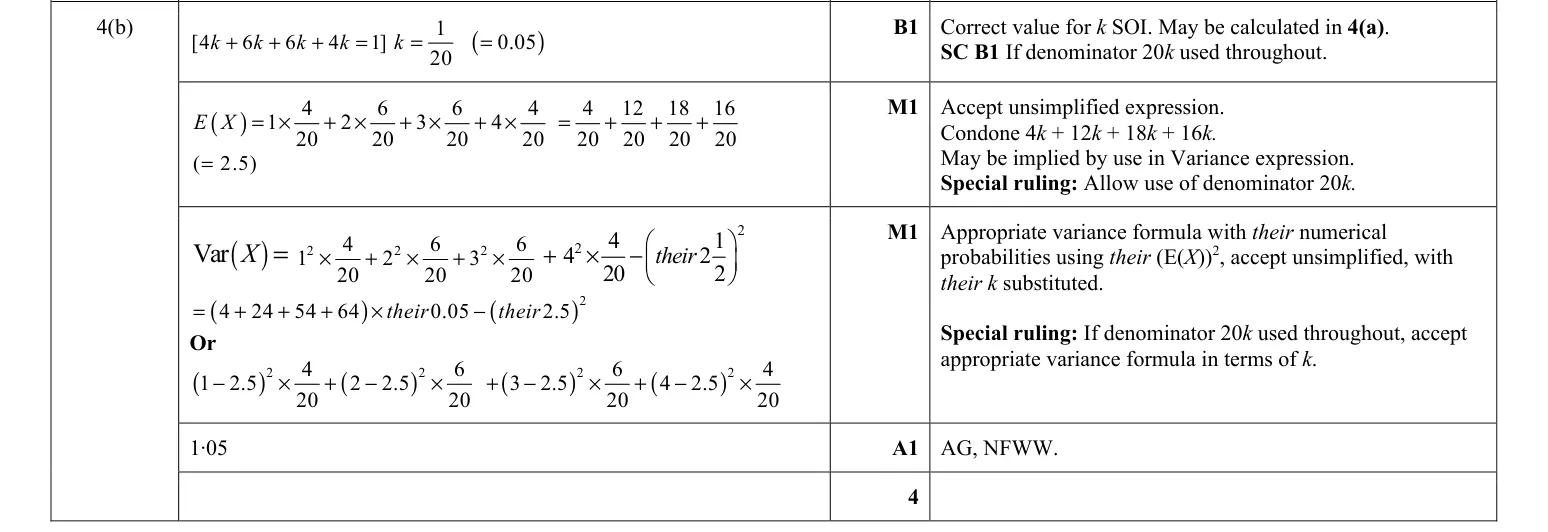 4(b)
[4k + 6k + 6k + 4k = 1] k = 1/20 (= 0.05)
B1
Correct value for k SOI. May be calculated in 4(a).
SC B1 If denominator 20k used throughout.
E(X) = 1 × 4/20 + 2 × 6/20 + 3 × 6/20 + 4 × 4/20 = 4/20 + 12/20 + 18/20 + 16/20
(= 2.5)
M1
Accept unsimplified expression.
Condone 4k + 12k + 18k + 16k.
May be implied by use in Variance expression.
Special ruling: Allow use of denominator 20k.
Var(X) = 1² × 4/20 + 2² × 6/20 + 3² × 6/20 + 4² × 4/20 − (their 2 1/2)²
= (4 + 24 + 54 + 64) × their 0.05 − (their 2.5)²
Or
(1 − 2.5)² × 4/20 + (2 − 2.5)² × 6/20 + (3 − 2.5)² × 6/20 + (4 − 2.5)² × 4/20
M1
Appropriate variance formula with their numerical
probabilities using their (E(X))², accept unsimplified, with
their k substituted.
Special ruling: If denominator 20k used throughout, accept
appropriate variance formula in terms of k.
1·05
A1
AG, NFWW.
4